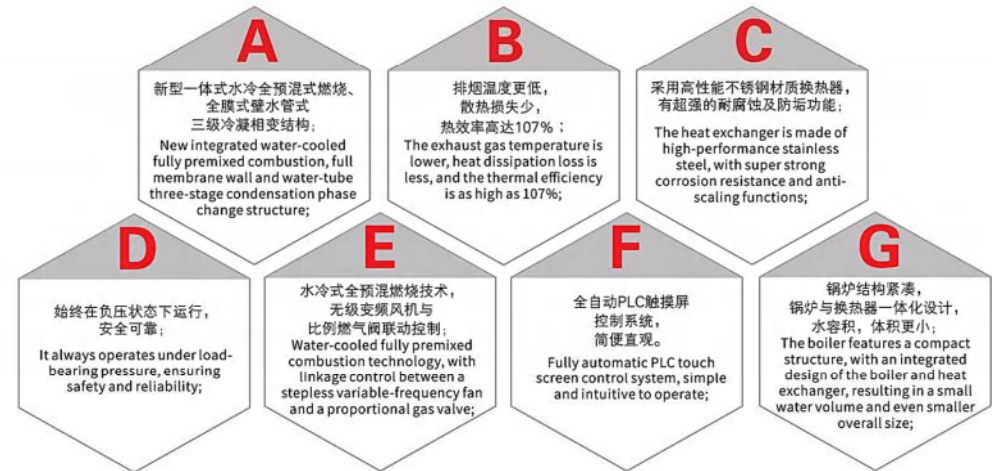 A
新型一体式水冷全预混式燃烧、
全膜式壁水管式
三级冷凝相变结构;
New integrated water-cooled
fully premixed combustion, full
membrane wall and water-tube
three-stage condensation phase
change structure;
B
排烟温度更低,
散热损失少,
热效率高达107%;
The exhaust gas temperature is
lower, heat dissipation loss is
less, and the thermal efficiency
is as high as 107%;
C
采用高性能不锈钢材质换热器,
有超强的耐腐蚀及防垢功能;
The heat exchanger is made of
high-performance stainless
steel, with super strong
corrosion resistance and anti-
scaling functions;
D
始终在负压状态下运行,
安全可靠;
It always operates under load-
bearing pressure, ensuring
safety and reliability;
E
水冷式全预混燃烧技术,
无级变频风机与
比例燃气阀联动控制;
Water-cooled fully premixed
combustion technology, with
linkage control between a
stepless variable-frequency fan
and a proportional gas valve;
F
全自动PLC触摸屏
控制系统,
简便直观。
Fully automatic PLC touch
screen control system, simple
and intuitive to operate;
G
锅炉结构紧凑,
锅炉与换热器一体化设计,
水容积,体积更小;
The boiler features a compact
structure, with an integrated
design of the boiler and heat
exchanger, resulting in a small
water volume and even smaller
overall size;